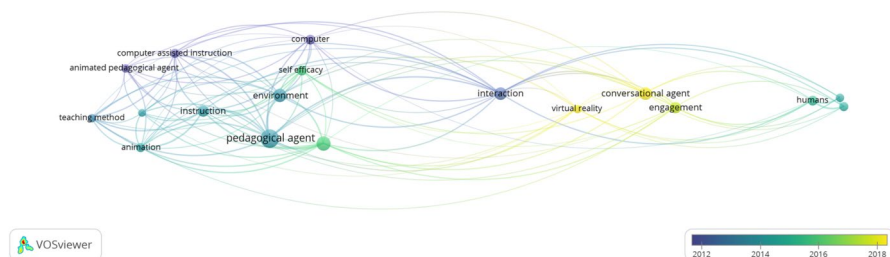 computer
computer assisted instruction
animated pedagogical agent
self efficacy
environment
interaction
conversational agent
humans
virtual reality
engagement
instruction
teaching method
pedagogical agent
animation
VOSviewer
2012 2014 2016 2018